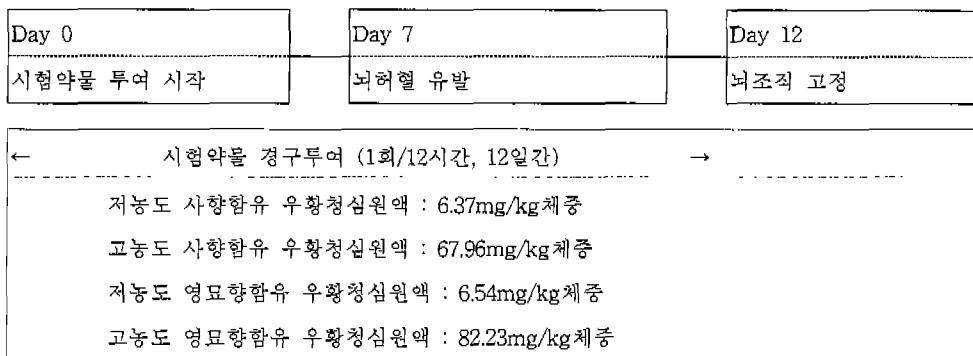 Day 0
Day 7
Day 12
시험약물 투여 시작
뇌허혈 유발
뇌조직 고정
← 시험약물 경구투여 (1회/12시간, 12일간) →
저농도 사향함유 우황청심원액 : 6.37mg/kg체중
고농도 사향함유 우황청심원액 : 67.96mg/kg체중
저농도 영묘향함유 우황청심원액 : 6.54mg/kg체중
고농도 영묘향함유 우황청심원액 : 82.23mg/kg체중